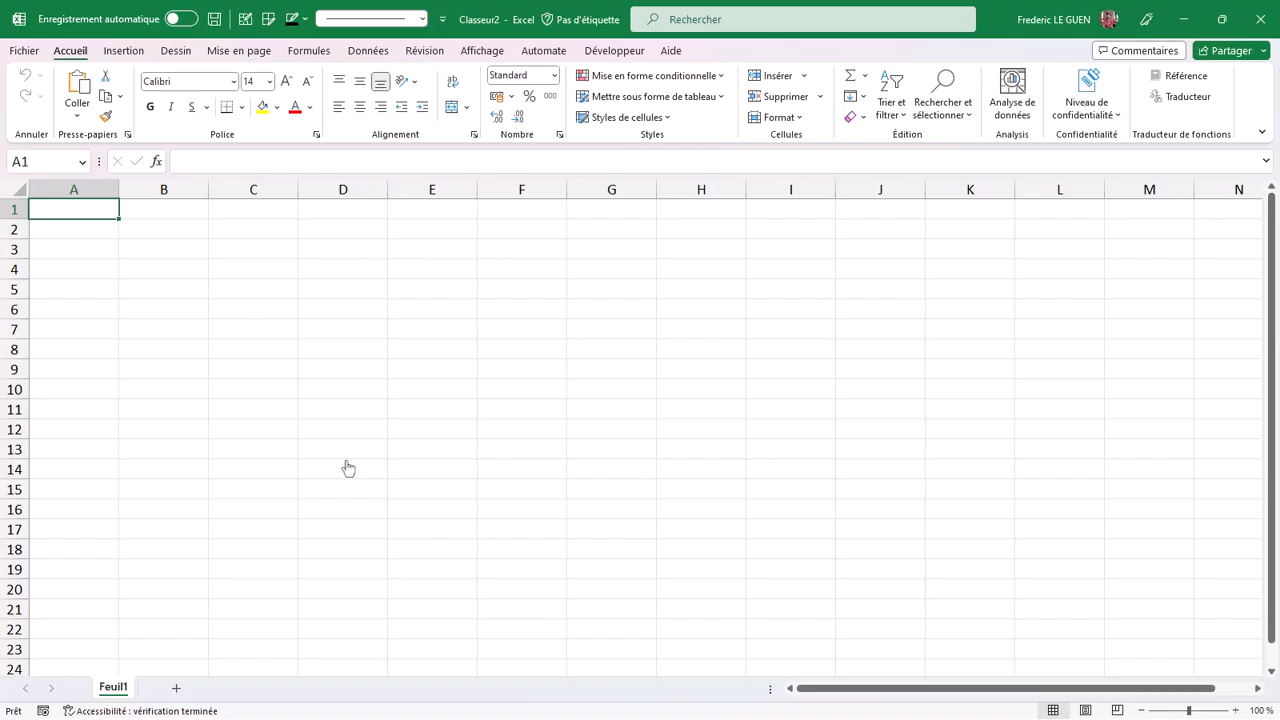 Enregistrement automatique
Classeur2 - Excel
Pas d'étiquette
Rechercher
Frederic LE GUEN
Fichier Accueil Insertion Dessin Mise en page Formules Données Révision Affichage Automate Développeur Aide
Commentaires
Partager
Coller
Calibri 14
G I S
A
Standard
% 000
Mise en forme conditionnelle
Mettre sous forme de tableau
Styles de cellules
Insérer
Supprimer
Format
Trier et
filtrer
Rechercher et
sélectionner
Analyse de
données
Niveau de
confidentialité
Référence
Traducteur
Annuler Presse-papiers Police Alignement Nombre Styles Cellules Édition Analysis Confidentialité Traducteur de fonctions
A1
fx
A B C D E F G H I J K L M N
1
2
3
4
5
6
7
8
9
10
11
12
13
14
15
16
17
18
19
20
21
22
23
24
Feuil1
Prêt
Accessibilité : vérification terminée
100 %